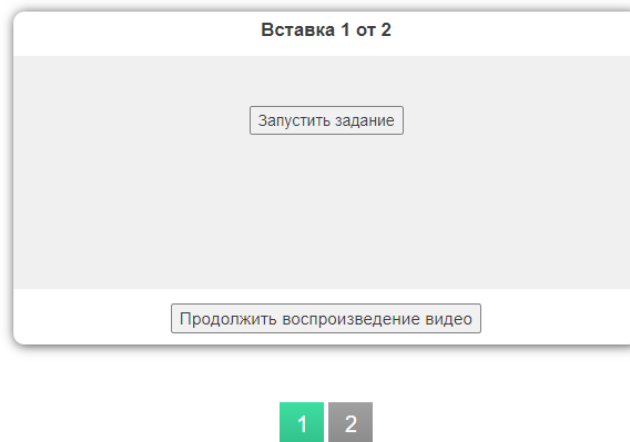 Вставка 1 от 2
Запустить задание
Продолжить воспроизведение видео
1 2